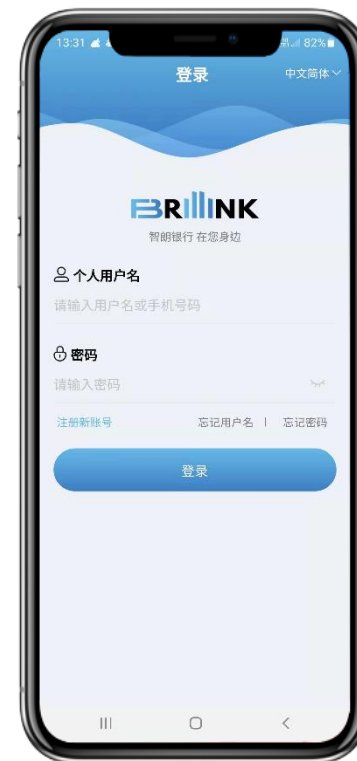 13:31
82%
登录
中文简体
BRILLINK
智朗银行 在您身边
个人用户名
请输入用户名或手机号码
密码
请输入密码
注册新账号 忘记用户名 | 忘记密码
登录